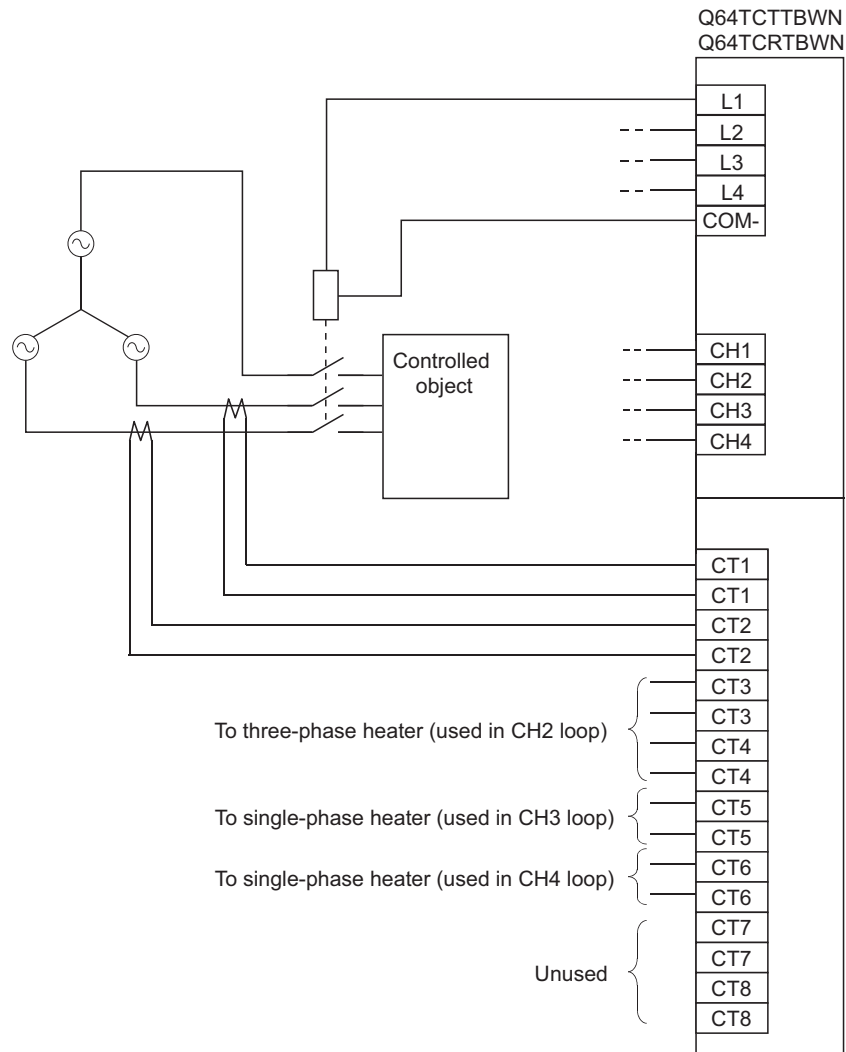 Q64TCTTBWN
Q64TCRTBWN
L1
L2
L3
L4
COM-
Controlled
object
CH1
CH2
CH3
CH4
CT1
CT1
CT2
CT2
CT3
CT3
To three-phase heater (used in CH2 loop)
CT4
CT4
CT5
To single-phase heater (used in CH3 loop)
CT5
CT6
To single-phase heater (used in CH4 loop)
CT6
CT7
CT7
Unused
CT8
CT8